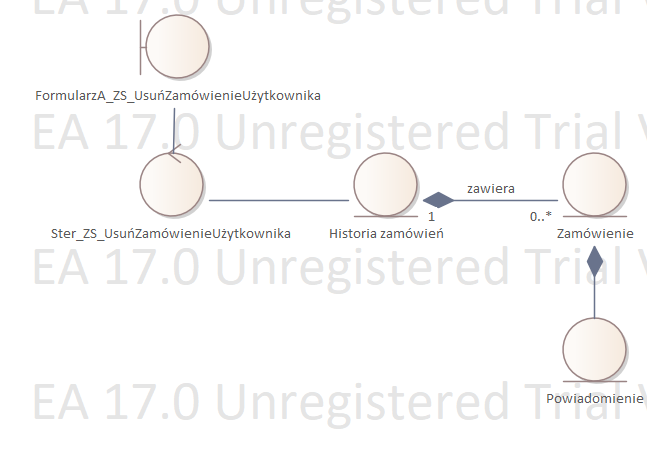 EA 17.0 Unregistered Trial V
FormularzA_ZS_UsuńZamówienieUżytkownika
EA 17.0 Unregistered Trial V
zawiera
1
0..*
Ster_ZS_UsuńZamówienieUżytkownika
Historia zamówień
Zamówienie
EA 17.0 Unregistered Trial V
EA 17.0 Unregistered Trial V
Powiadomienie